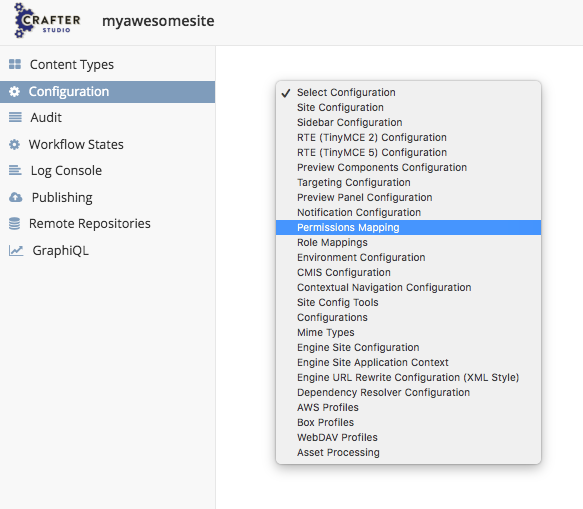 CRAFTER
STUDIO
myawesomesite
Content Types
Configuration
Audit
Workflow States
Log Console
Publishing
Remote Repositories
GraphiQL
Select Configuration
Site Configuration
Sidebar Configuration
RTE (TinyMCE 2) Configuration
RTE (TinyMCE 5) Configuration
Preview Components Configuration
Targeting Configuration
Preview Panel Configuration
Notification Configuration
Permissions Mapping
Role Mappings
Environment Configuration
CMIS Configuration
Contextual Navigation Configuration
Site Config Tools
Configurations
Mime Types
Engine Site Configuration
Engine Site Application Context
Engine URL Rewrite Configuration (XML Style)
Dependency Resolver Configuration
AWS Profiles
Box Profiles
WebDAV Profiles
Asset Processing